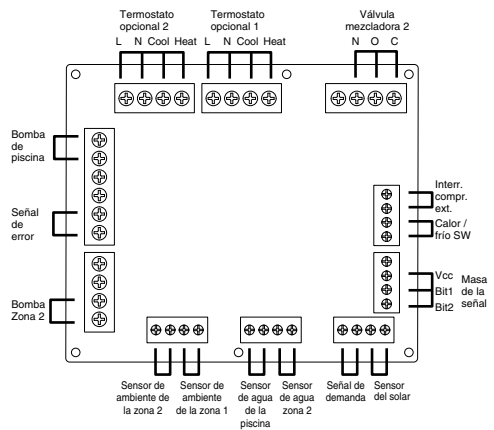 Termostato
opcional 2
L N Cool Heat
Termostato
opcional 1
L N Cool Heat
Válvula
mezcladora 2
N O C
Bomba
de
piscina
Señal
de
error
Bomba
Zona 2
Interr.
compr.
ext.
Calor /
frío SW
Vcc
Bit1
Bit2
Masa
de la
señal
Sensor de
ambiente de
la zona 2
Sensor de
ambiente
de la zona 1
Sensor
de agua
de la
piscina
Sensor
de agua
zona 2
Señal de
demanda
Sensor
del solar